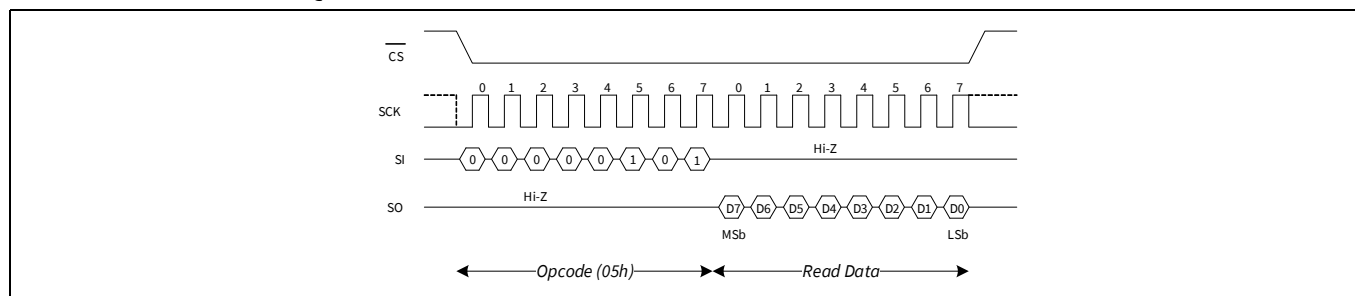 CS
0 1 2 3 4 5 6 7 0 1 2 3 4 5 6 7
SCK
Hi-Z
SI 0 0 0 0 0 1 0 1
Hi-Z
SO D7 D6 D5 D4 D3 D2 D1 D0
MSb LSb
Opcode (05h) Read Data